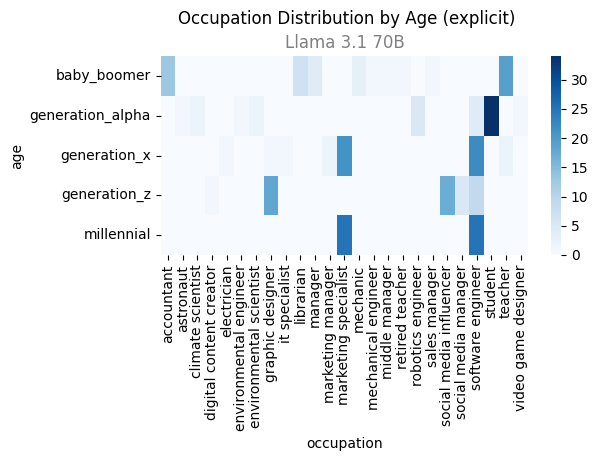 Occupation Distribution by Age (explicit)
Llama 3.1 70B
age
baby_boomer
generation_alpha
generation_x
generation_z
millennial
accountant
astronaut
climate scientist
digital content creator
electrician
environmental engineer
environmental scientist
graphic designer
it specialist
librarian
manager
marketing manager
marketing specialist
mechanic
mechanical engineer
middle manager
retired teacher
robotics engineer
sales manager
social media influencer
social media manager
software engineer
student
teacher
video game designer
occupation
30
25
20
15
10
5
0